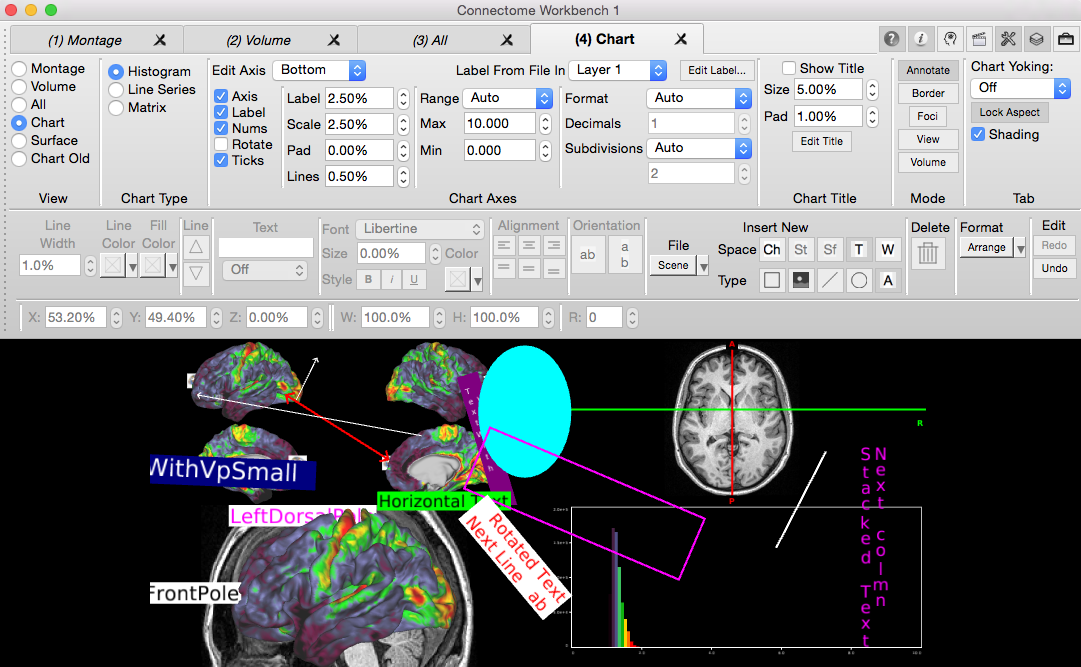 Connectome Workbench 1
(1) Montage
(2) Volume
(3) All
(4) Chart
Montage
Volume
All
Chart
Surface
Chart Old
View
Histogram
Line Series
Matrix
Chart Type
Edit Axis Bottom
Label From File In Layer 1 Edit Label...
Axis
Label
Nums
Rotate
Ticks
Label 2.50%
Scale 2.50%
Pad 0.00%
Lines 0.50%
Range Auto
Max 10.000
Min 0.000
Format Auto
Decimals 1
Subdivisions Auto
2
Chart Axes
Show Title
Size 5.00%
Pad 1.00%
Edit Title
Chart Title
Annotate
Border
Foci
View
Volume
Mode
Chart Yoking:
Off
Lock Aspect
Shading
Tab
Line Width
1.0%
Line Color
Fill Color
Line
Text
Off
Font Libertine
Size 0.00% Color
Style B i U
Alignment
Orientation
ab
a
b
File
Scene
Insert New
Space Ch St Sf T W
Type A
Delete
Format
Arrange
Edit
Redo
Undo
X: 53.20% Y: 49.40% Z: 0.00% W: 100.0% H: 100.0% R: 0
WithVpSmall
Horizontal Text
LeftDorsalPol
FrontPole
Rotated Text
Next Line ab
A
R
P
Stacked Text
Next colmn